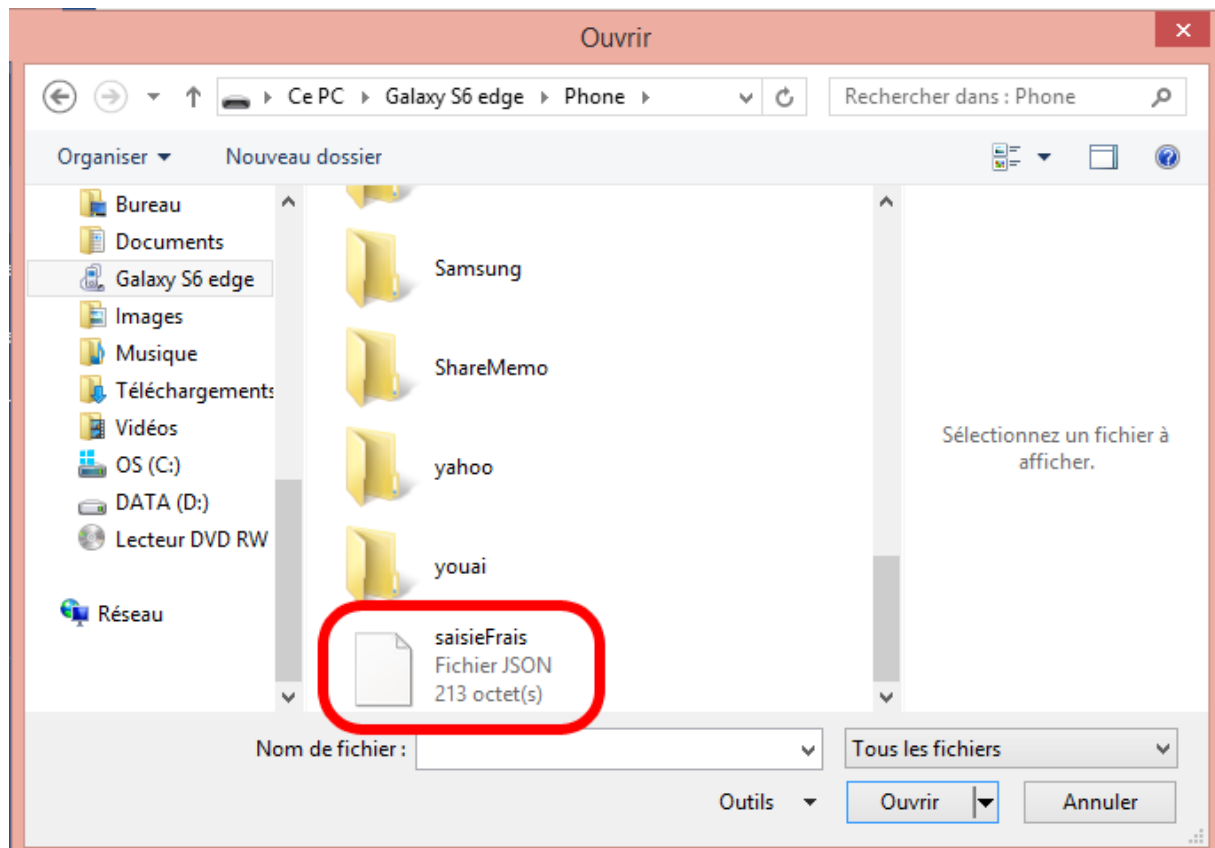 Ouvrir
Ce PC Galaxy S6 edge Phone
Rechercher dans : Phone
Organiser
Nouveau dossier
Bureau
Documents
Galaxy S6 edge
Images
Musique
Téléchargements
Vidéos
OS (C:)
DATA (D:)
Lecteur DVD RW
Réseau
Samsung
ShareMemo
yahoo
youai
saisieFrais
Fichier JSON
213 octet(s)
Sélectionnez un fichier à
afficher.
Nom de fichier :
Tous les fichiers
Outils
Ouvrir
Annuler